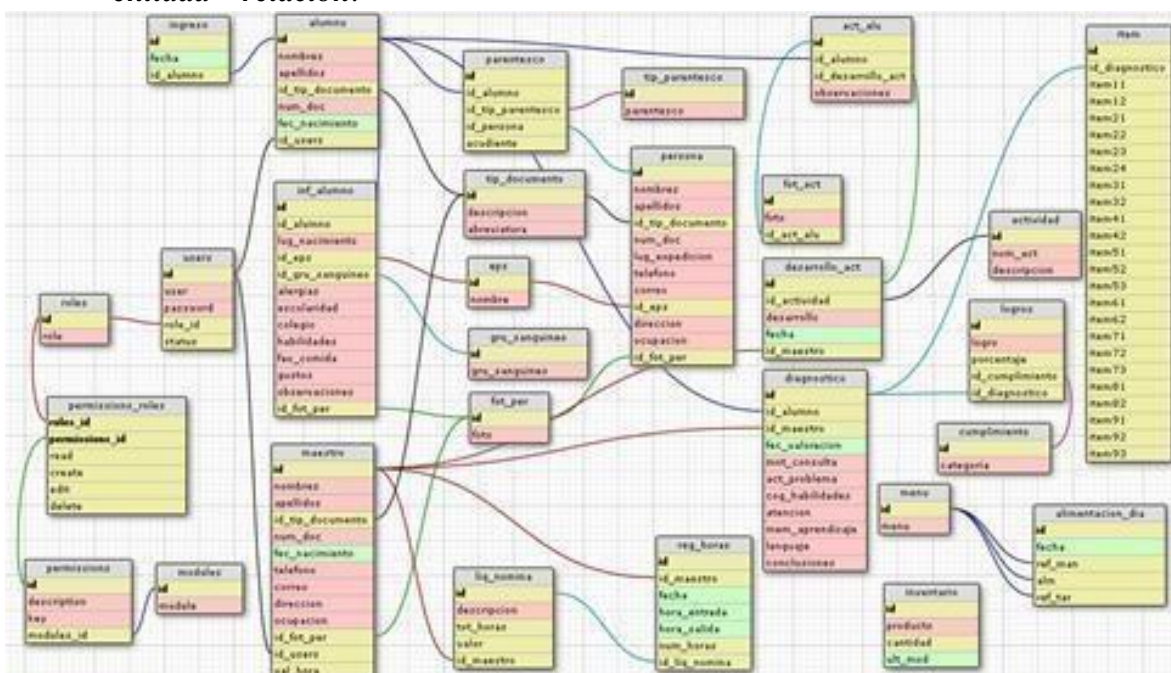 entidad – relación.
ingreso
id
fecha
id_alumno
alumno
id
nombres
apellidos
id_tip_documento
num_doc
fec_nacimiento
id_users
parentesco
id
id_alumno
id_tip_parentesco
id_persona
acudiente
tip_parentesco
id
parentesco
act_alu
id
id_alumno
id_desarrollo_act
observaciones
item
id
id_diagnostico
item11
item12
item21
item22
item23
item24
item31
item32
item41
item42
item51
item52
item53
item61
item62
item71
item72
item73
item81
item82
item91
item92
item93
inf_alumno
id
id_alumno
lug_nacimiento
id_eps
id_gru_sanguineo
alergias
escolaridad
colegio
habilidades
fav_comida
gustos
observaciones
id_fot_per
tip_documento
id
descripcion
abreviatura
persona
id
nombres
apellidos
id_tip_documento
num_doc
lug_expedicion
telefono
correo
id_eps
direccion
ocupacion
id_fot_per
fot_act
id
foto
id_act_alu
actividad
id
nom_act
descripcion
users
id
user
password
role_id
status
eps
id
nombre
desarrollo_act
id
id_actividad
desarrollo
fecha
id_maestro
roles
id
role
gru_sanguineo
id
gru_sanguineo
logros
id
logro
porcentaje
id_cumplimiento
id_diagnostico
permissions_roles
roles_id
permissions_id
read
create
edit
delete
fot_per
id
foto
diagnostico
id
id_alumno
id_maestro
fec_valoracion
mot_consulta
act_problema
cog_habilidades
atencion
mem_aprendizaje
lenguaje
conclusiones
cumplimiento
id
categoria
maestro
id
nombres
apellidos
id_tip_documento
num_doc
fec_nacimiento
telefono
correo
direccion
ocupacion
id_fot_per
id_users
val_hora
menu
id
menu
alimentacion_dia
id
fecha
ref_man
alm
ref_tar
permissions
id
description
key
modules_id
modules
id
module
liq_nomina
id
descripcion
tot_horas
valor
id_maestro
reg_horas
id
id_maestro
fecha
hora_entrada
hora_salida
num_horas
id_liq_nomina
inventario
id
producto
cantidad
ult_mod